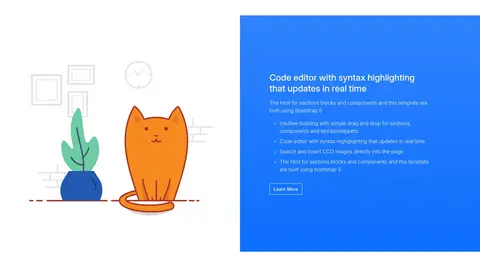 Code editor with syntax highlighting
that updates in real time
The html for sections blocks and components and this template are
built using Bootstrap 5
Intuitive building with simple drag and drop for sections,
components and blocks/snippets.
Code editor with syntax highlighting that updates in real time.
Search and insert CC0 images directly into the page
The html for sections blocks and components and this template
are built using bootstrap 5
Learn More